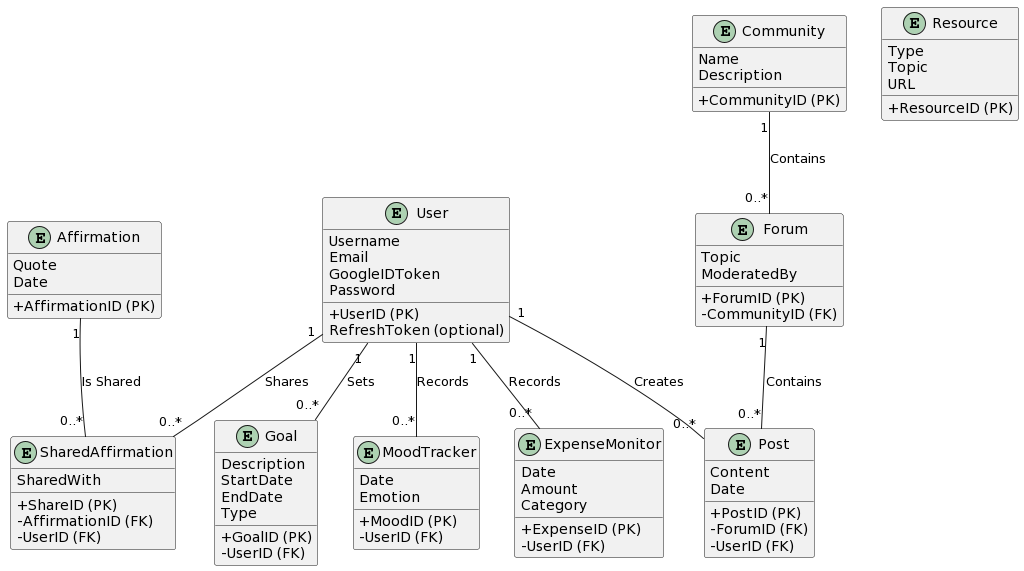 E Community
Name
Description
+CommunityID (PK)
E Resource
Type
Topic
URL
+ResourceID (PK)
1
Contains
0..*
E Affirmation
Quote
Date
+AffirmationID (PK)
E User
Username
Email
GoogleIDToken
Password
+UserID (PK)
RefreshToken (optional)
E Forum
Topic
ModeratedBy
+ForumID (PK)
-CommunityID (FK)
1
Is Shared
0..*
1
Shares
0..*
1
Sets
0..*
1
Records
0..*
1
Records
0..*
1
Creates
0..*
1
Contains
0..*
E SharedAffirmation
SharedWith
+ShareID (PK)
-AffirmationID (FK)
-UserID (FK)
E Goal
Description
StartDate
EndDate
Type
+GoalID (PK)
-UserID (FK)
E MoodTracker
Date
Emotion
+MoodID (PK)
-UserID (FK)
E ExpenseMonitor
Date
Amount
Category
+ExpenseID (PK)
-UserID (FK)
E Post
Content
Date
+PostID (PK)
-ForumID (FK)
-UserID (FK)